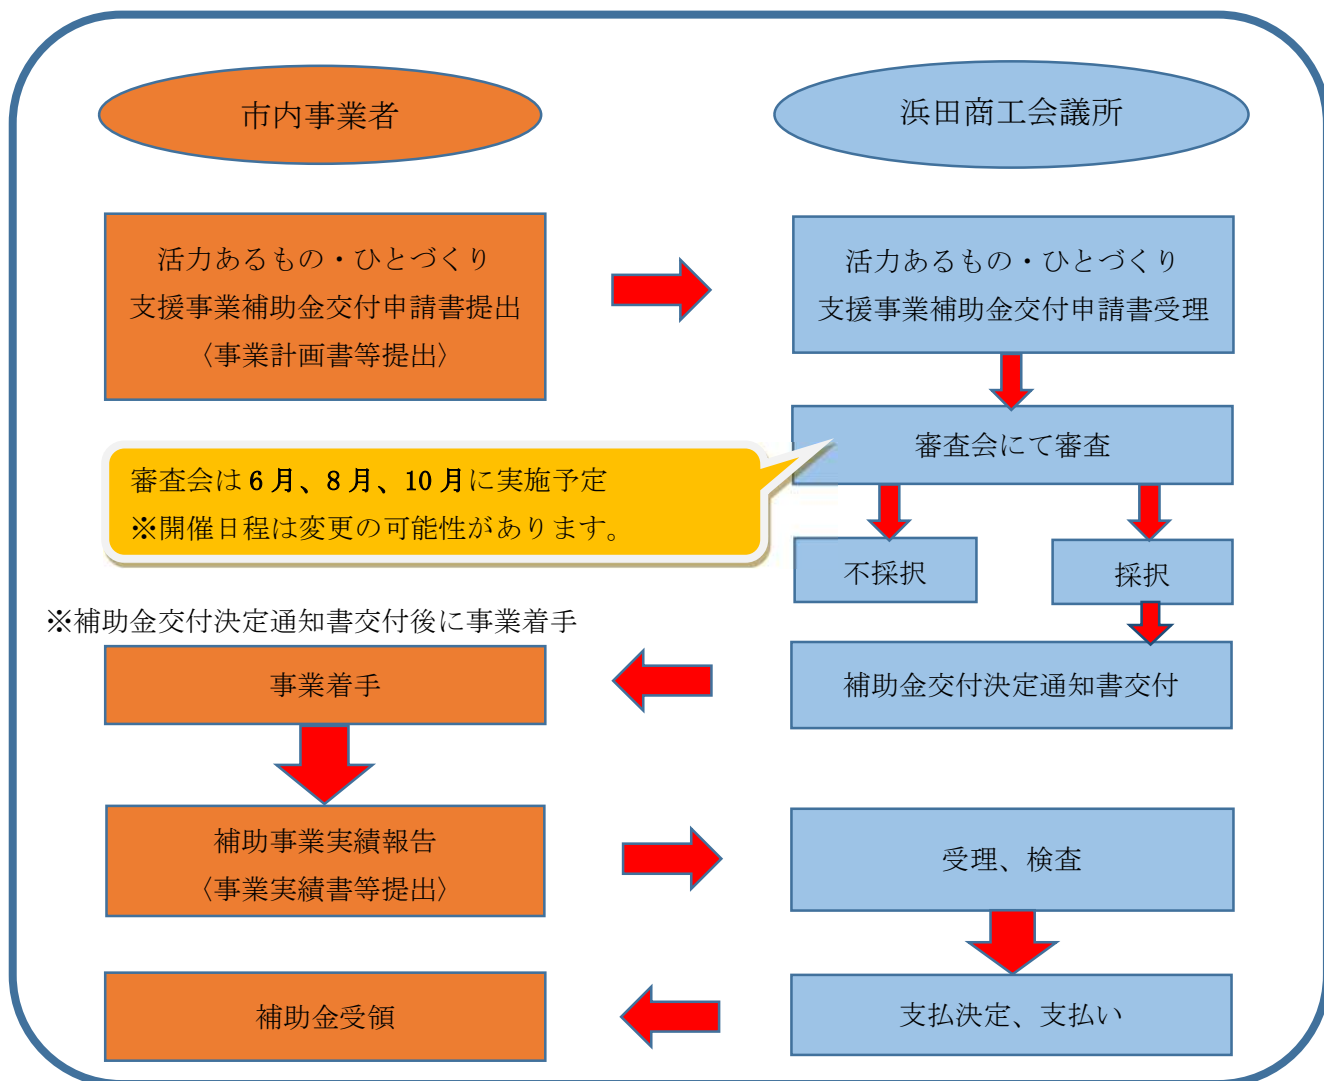 市内事業者
浜田商工会議所
活力あるもの・ひとづくり
支援事業補助金交付申請書提出
〈事業計画書等提出〉
活力あるもの・ひとづくり
支援事業補助金交付申請書受理
審査会にて審査
審査会は 6 月、8 月、10 月に実施予定
※開催日程は変更の可能性があります。
不採択
採択
※補助金交付決定通知書交付後に事業着手
事業着手
補助金交付決定通知書交付
補助事業実績報告
〈事業実績書等提出〉
受理、検査
補助金受領
支払決定、支払い